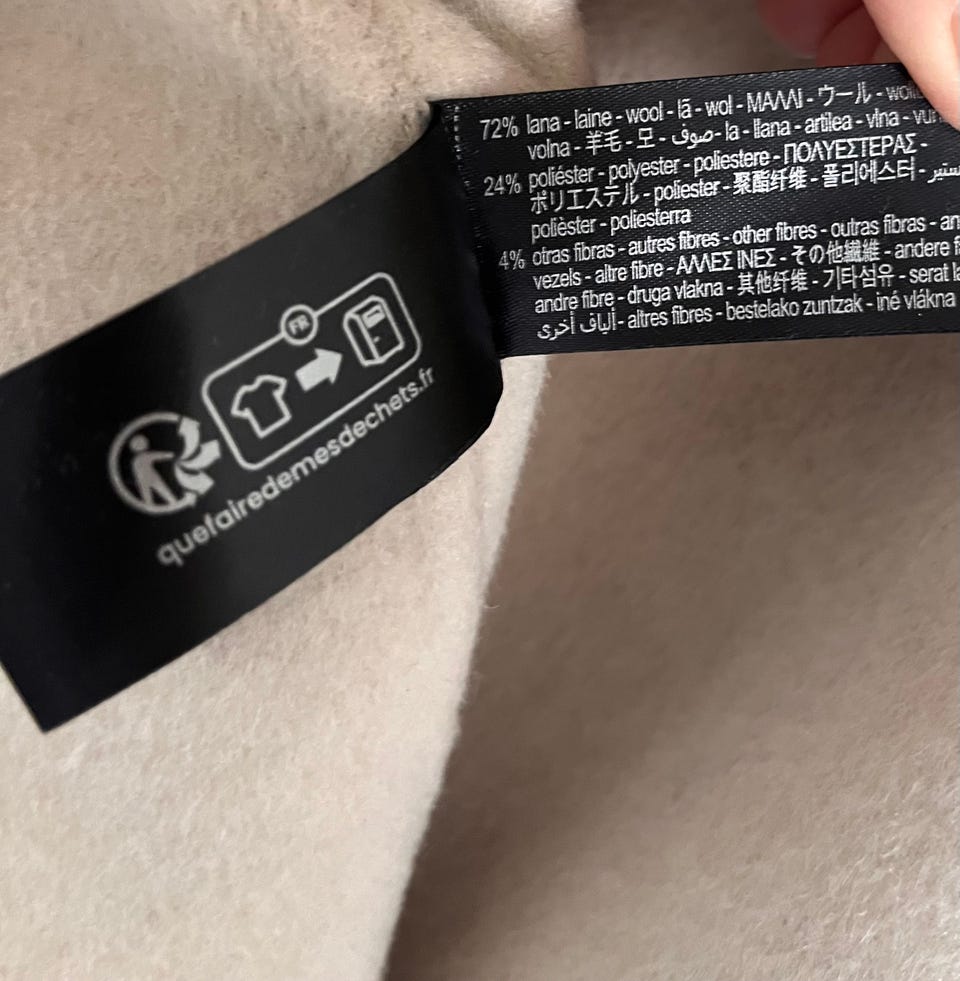 72% lana - laine - wool - lã - wol - ΜΑΛΛΙ - ウール -
volna - 羊毛 - 모 - صوف - la - llana - artilea - vlna -
24% poliéster - polyester - poliestere - ΠΟΛΥΕΣΤΕΡΑΣ -
ポリエステル - poliester - 聚酯纤维 - 폴리에스터 -
polièster - poliesterra
4% otras fibras - autres fibres - other fibres - outras fibras -
vezels - altre fibre - ΑΛΛΕΣ ΙΝΕΣ - その他繊維 - andere
andre fibre - druga vlakna - 其他纤维 - 기타섬유 - serat
ألياف أخرى - altres fibres - bestelako zuntzak - iné vlákna
FR
quefairedemesdechets.fr